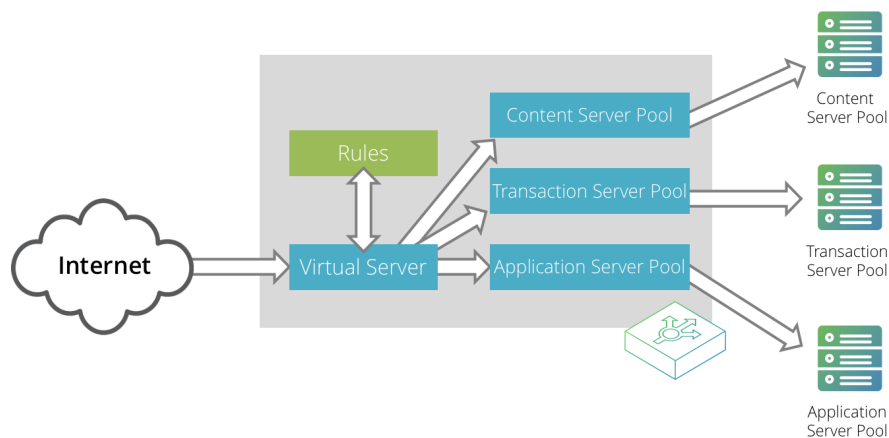 Internet
Rules
Virtual Server
Content Server Pool
Transaction Server Pool
Application Server Pool
Content
Server Pool
Transaction
Server Pool
Application
Server Pool